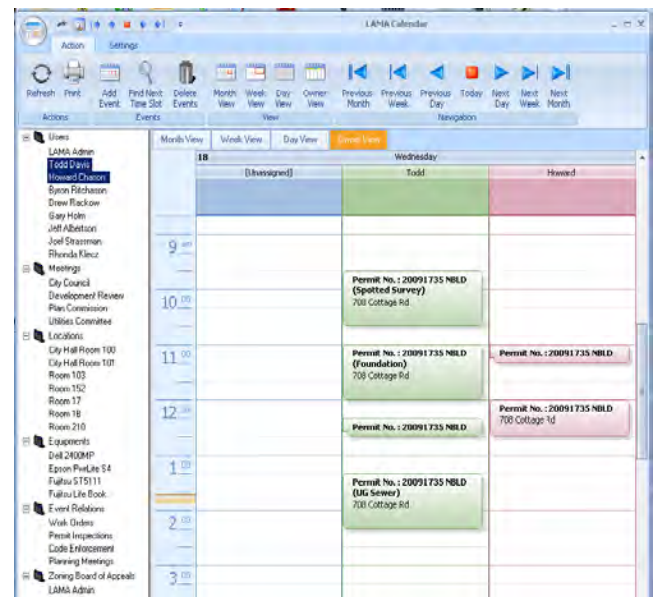 LAMA Calendar
Action Settings
Refresh Print Add Event Find Next Time Slot Delete Events Month View Week View Day View Owner View Previous Month Previous Week Previous Day Today Next Day Next Week Next Month
Actions Events View Navigation
Users
LAMA Admin
Todd Davis
Howard Chason
Byron Ritchason
Drew Rackow
Gary Holm
Jeff Albertson
Joel Strassman
Rhonda Klecz
Meetings
City Council
Development Review
Plan Commission
Utilities Committee
Locations
City Hall Room 100
City Hall Room 101
Room 103
Room 152
Room 17
Room 18
Room 210
Equipments
Dell 2400MP
Epson PwrLite S4
Fujitsu ST5111
Fujitsu Life Book
Event Relations
Work Orders
Permit Inspections
Code Enforcement
Planning Meetings
Zoning Board of Appeals
LAMA Admin
Month View Week View Day View Owner View
18 Wednesday
[Unassigned] Todd Howard
9 am
10 00
11 00
12 00
1 00
2 00
3 00
Permit No. : 20091735 NBLD
(Spotted Survey)
708 Cottage Rd
Permit No. : 20091735 NBLD
(Foundation)
708 Cottage Rd
Permit No. : 20091735 NBLD
Permit No. : 20091735 NBLD
(UG Sewer)
708 Cottage Rd
Permit No. : 20091735 NBLD
Permit No. : 20091735 NBLD
708 Cottage Rd